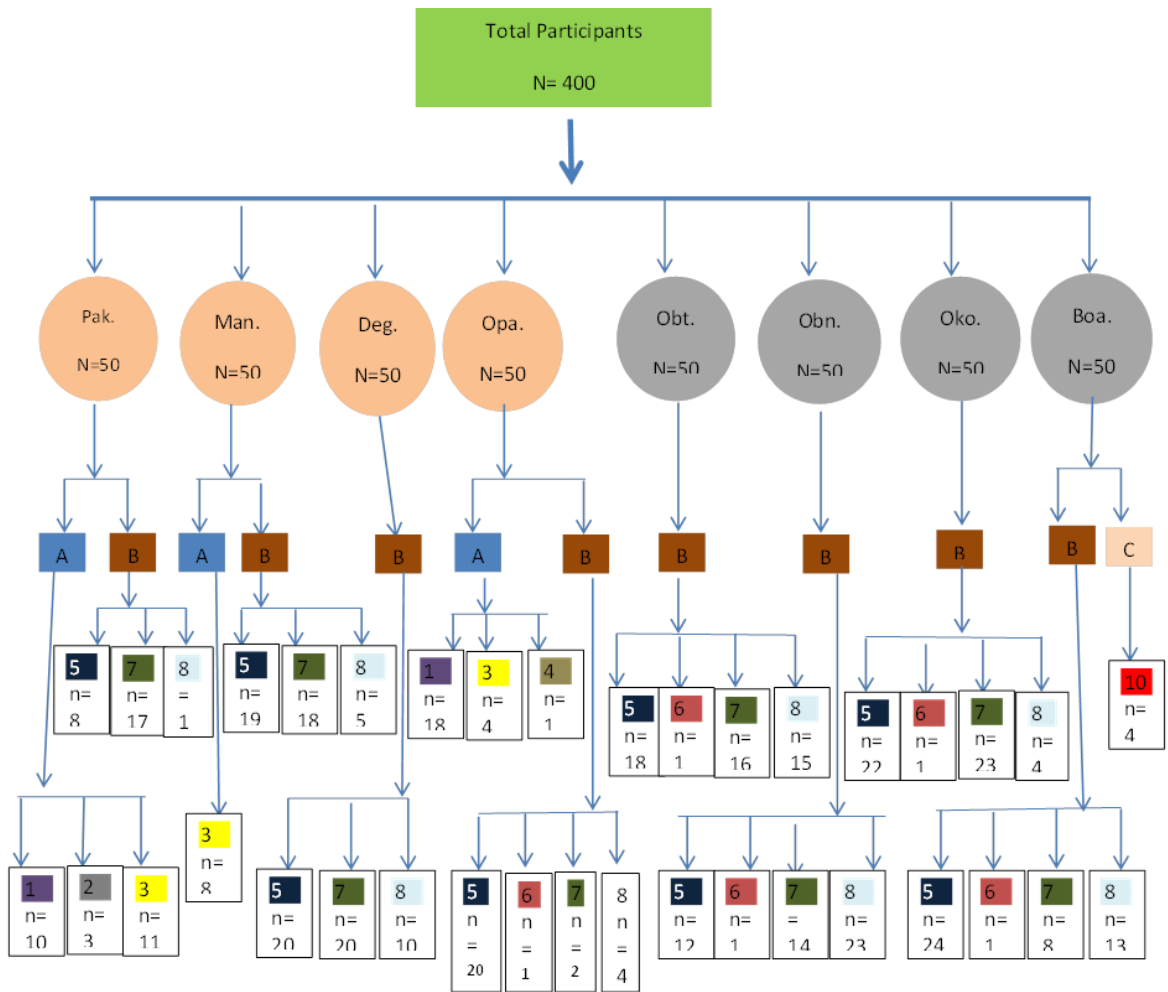 Total Participants
N= 400
Pak.
N=50
Man.
N=50
Deg.
N=50
Opa.
N=50
Obt.
N=50
Obn.
N=50
Oko.
N=50
Boa.
N=50
A
B
A
B
B
A
B
B
B
B
B
C
5
n=
8
7
n=
17
8
=
1
5
n=
19
7
n=
18
8
n=
5
1
n=
18
3
n=
4
4
n=
1
5
n=
18
6
n=
1
7
n=
16
8
n=
15
5
n=
22
6
n=
1
7
n=
23
8
n=
4
10
n=
4
1
n=
10
2
n=
3
3
n=
11
3
n=
8
5
n=
20
7
n=
20
8
n=
10
5
n
=
20
6
n
=
1
7
n
=
2
8
n
=
4
5
n=
12
6
n=
1
7
=
14
8
n=
23
5
n=
24
6
n=
1
7
n=
8
8
n=
13